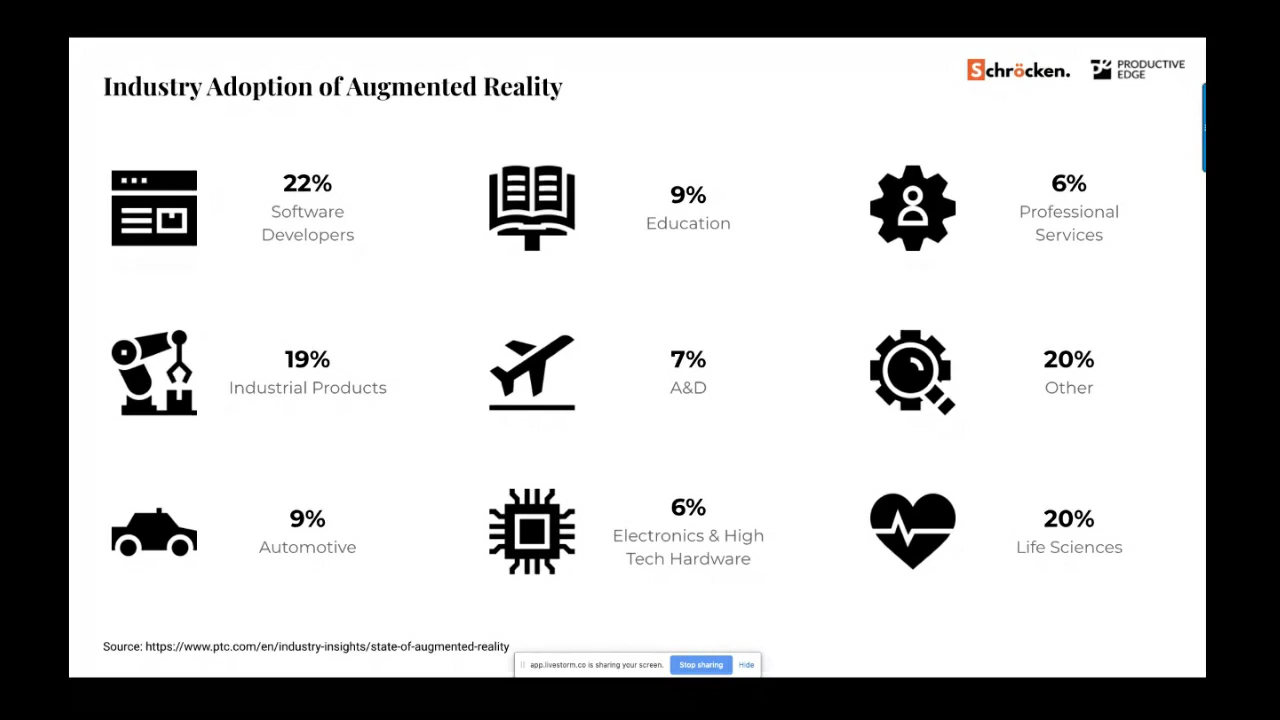 Industry Adoption of Augmented Reality
Schröcken.
PRODUCTIVE
EDGE
22%
Software
Developers
9%
Education
6%
Professional
Services
19%
Industrial Products
7%
A&D
20%
Other
9%
Automotive
6%
Electronics & High
Tech Hardware
20%
Life Sciences
Source: https://www.ptc.com/en/industry-insights/state-of-augmented-reality
app.livestorm.co is sharing your screen.
Stop sharing
Hide